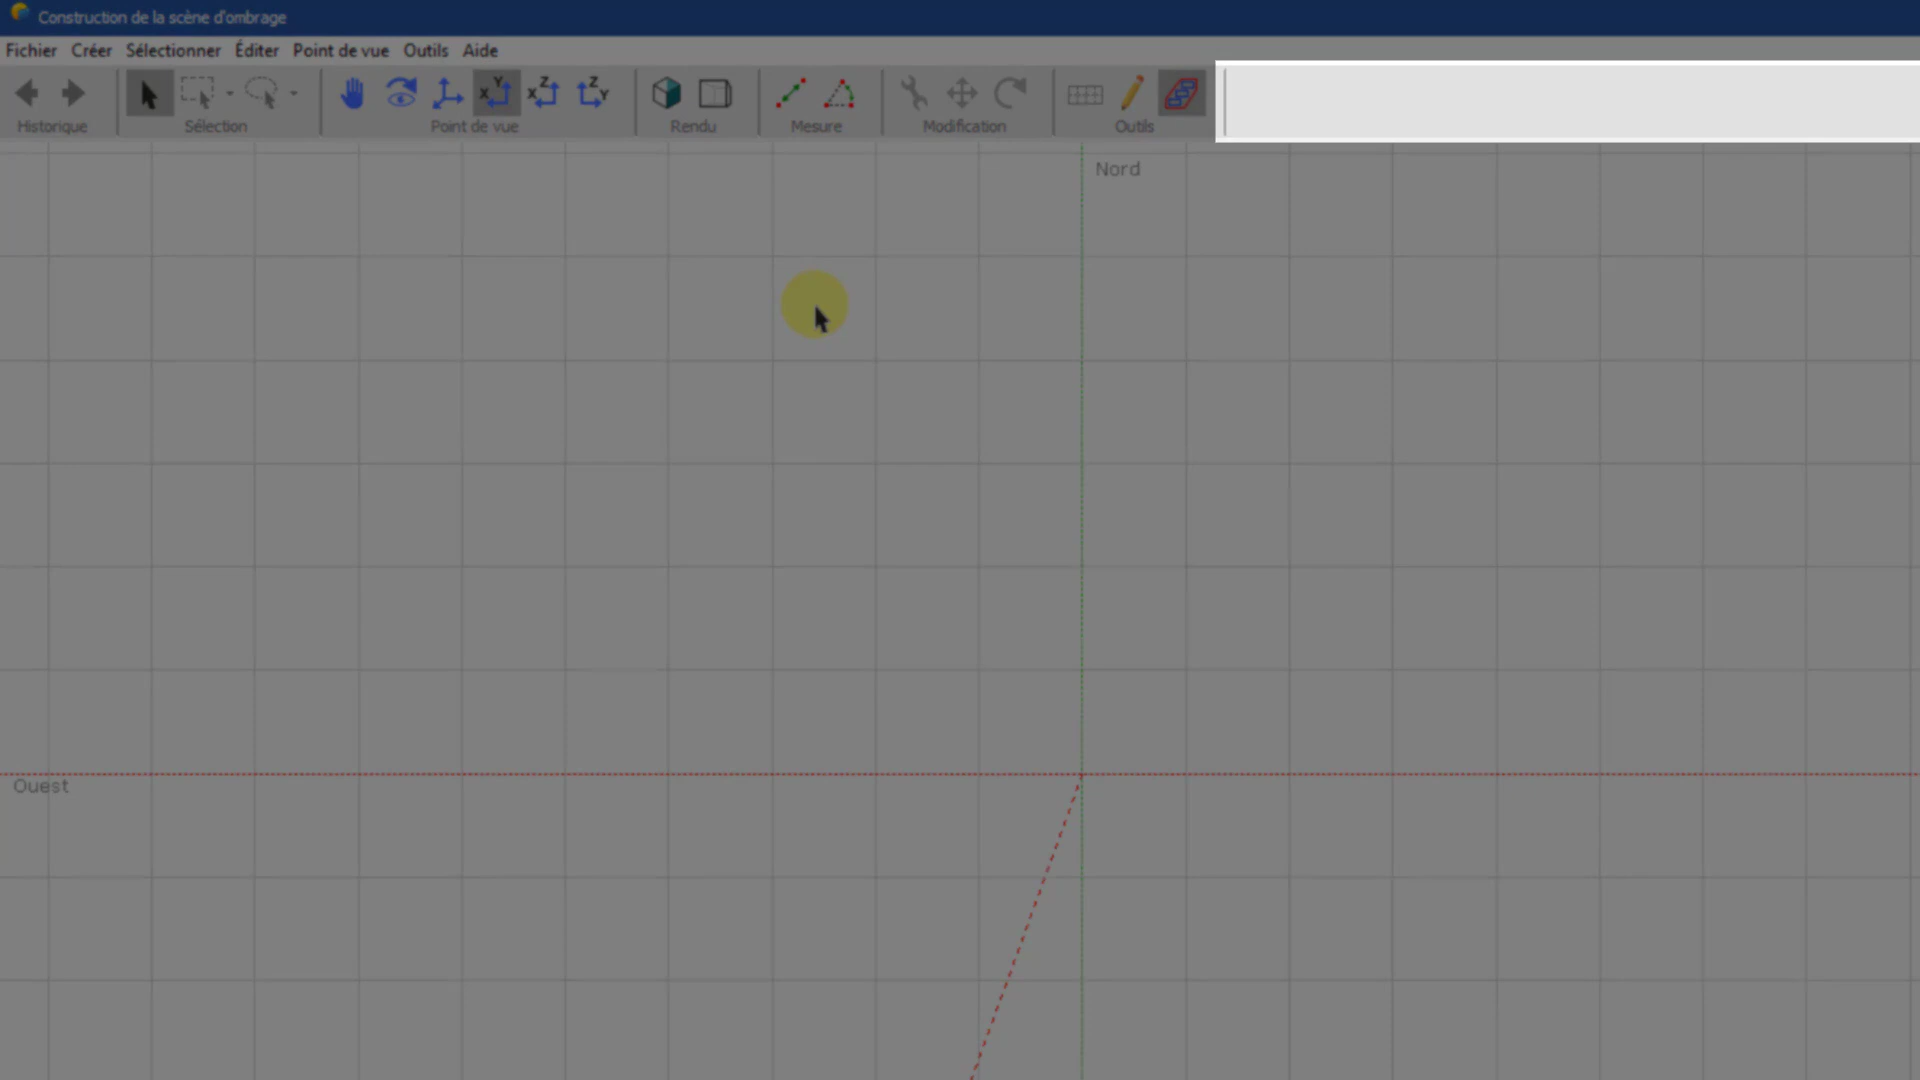 Construction de la scène d'ombrage
Fichier Créer Sélectionner Éditer Point de vue Outils Aide
X Y X Z Z Y
Historique Sélection Point de vue Rendu Mesure Modification Outils
Nord
Ouest